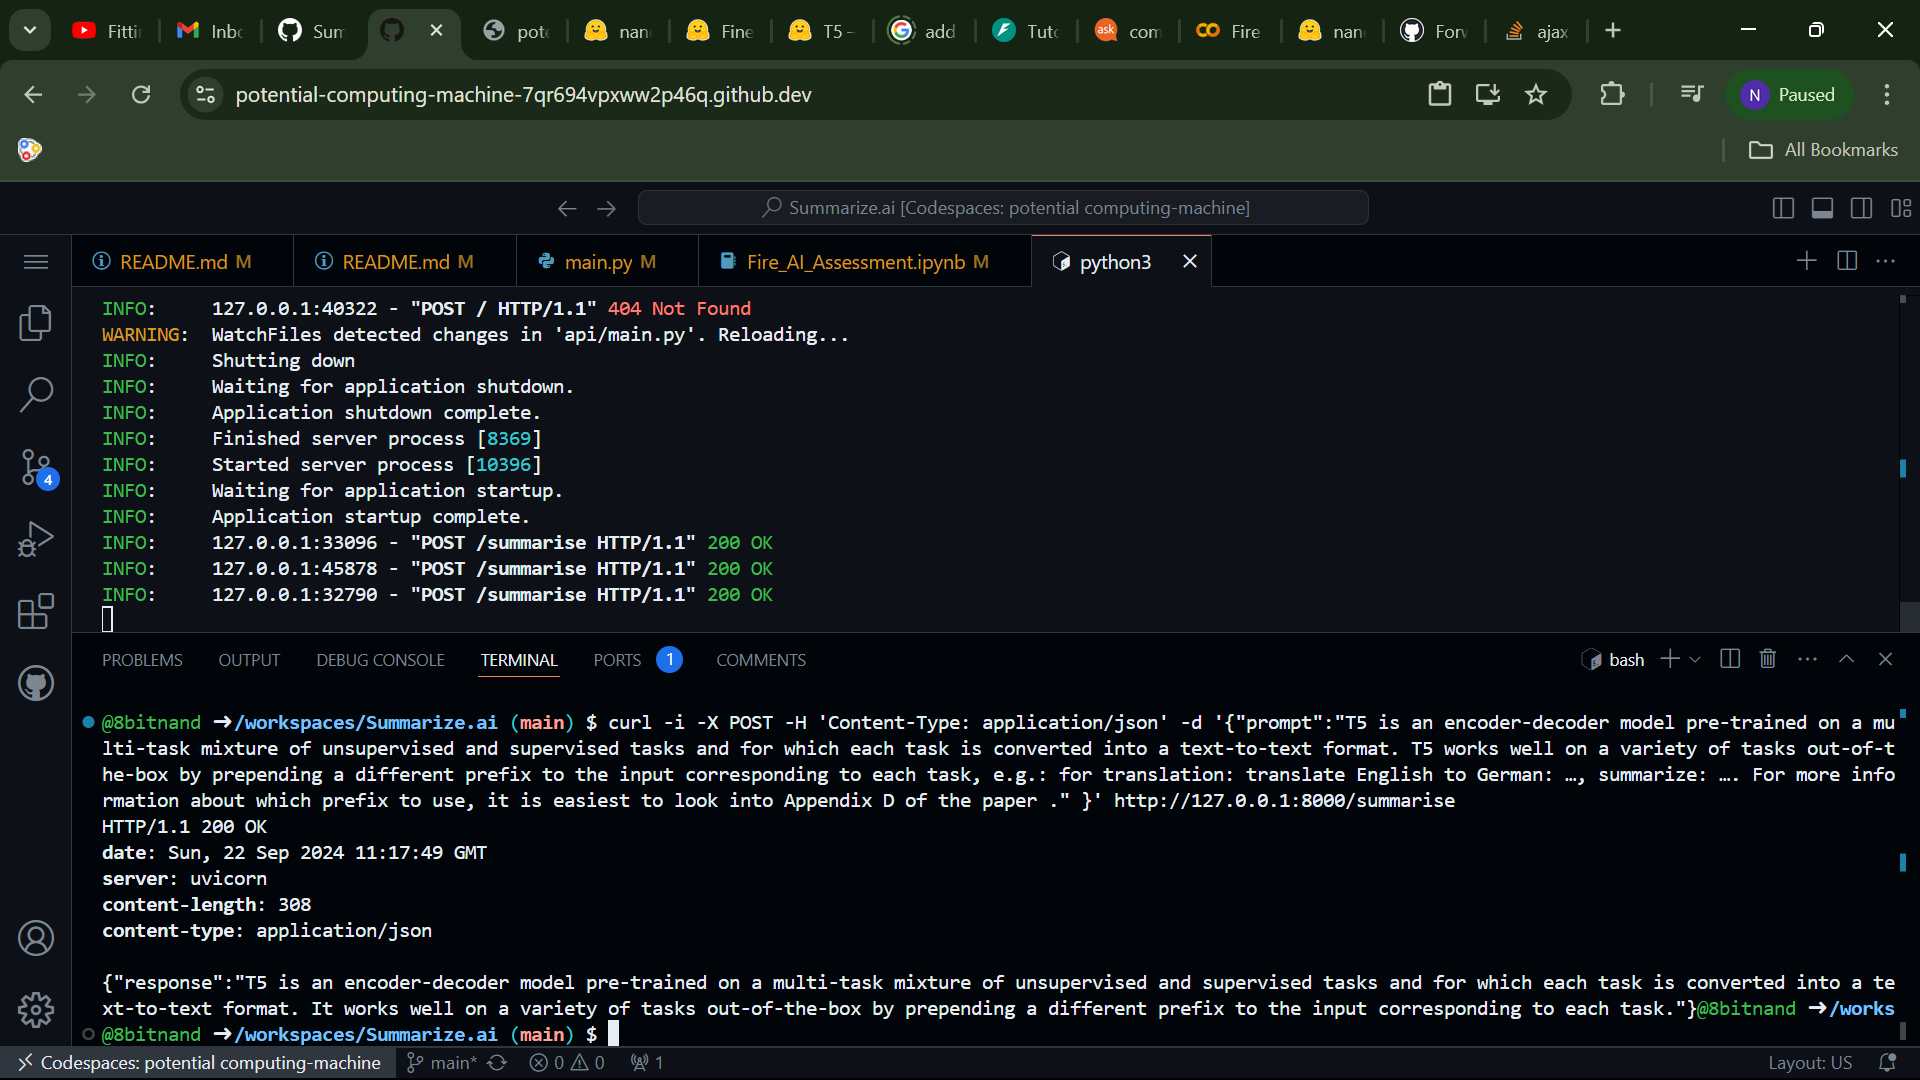 Fittin
Inbo
Sum
pote
nand
Fine
T5 -
add
Tuto
com
Fire
nand
Forw
ajax
potential-computing-machine-7qr694vpxww2p46q.github.dev
N Paused
All Bookmarks
Summarize.ai [Codespaces: potential computing-machine]
README.md M
README.md M
main.py M
Fire_AI_Assessment.ipynb M
python3
INFO: 127.0.0.1:40322 - "POST / HTTP/1.1" 404 Not Found
WARNING: WatchFiles detected changes in 'api/main.py'. Reloading...
INFO: Shutting down
INFO: Waiting for application shutdown.
INFO: Application shutdown complete.
INFO: Finished server process [8369]
INFO: Started server process [10396]
INFO: Waiting for application startup.
INFO: Application startup complete.
INFO: 127.0.0.1:33096 - "POST /summarise HTTP/1.1" 200 OK
INFO: 127.0.0.1:45878 - "POST /summarise HTTP/1.1" 200 OK
INFO: 127.0.0.1:32790 - "POST /summarise HTTP/1.1" 200 OK
4
PROBLEMS OUTPUT DEBUG CONSOLE TERMINAL PORTS 1 COMMENTS
bash
@8bitnand ➜/workspaces/Summarize.ai (main) $ curl -i -X POST -H 'Content-Type: application/json' -d '{"prompt":"T5 is an encoder-decoder model pre-trained on a mu
lti-task mixture of unsupervised and supervised tasks and for which each task is converted into a text-to-text format. T5 works well on a variety of tasks out-of-t
he-box by prepending a different prefix to the input corresponding to each task, e.g.: for translation: translate English to German: …, summarize: …. For more info
rmation about which prefix to use, it is easiest to look into Appendix D of the paper ." }' http://127.0.0.1:8000/summarise
HTTP/1.1 200 OK
date: Sun, 22 Sep 2024 11:17:49 GMT
server: uvicorn
content-length: 308
content-type: application/json
{"response":"T5 is an encoder-decoder model pre-trained on a multi-task mixture of unsupervised and supervised tasks and for which each task is converted into a te
xt-to-text format. It works well on a variety of tasks out-of-the-box by prepending a different prefix to the input corresponding to each task."}@8bitnand ➜/works
@8bitnand ➜/workspaces/Summarize.ai (main) $
Codespaces: potential computing-machine
main*
0 0
1
Layout: US